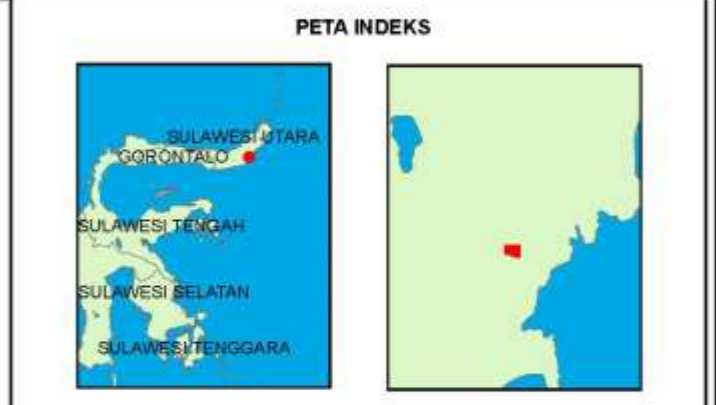 PETA INDEKS
SULAWESI UTARA
GORONTALO
SULAWESI TENGAH
SULAWESI SELATAN
SULAWESI TENGGARA